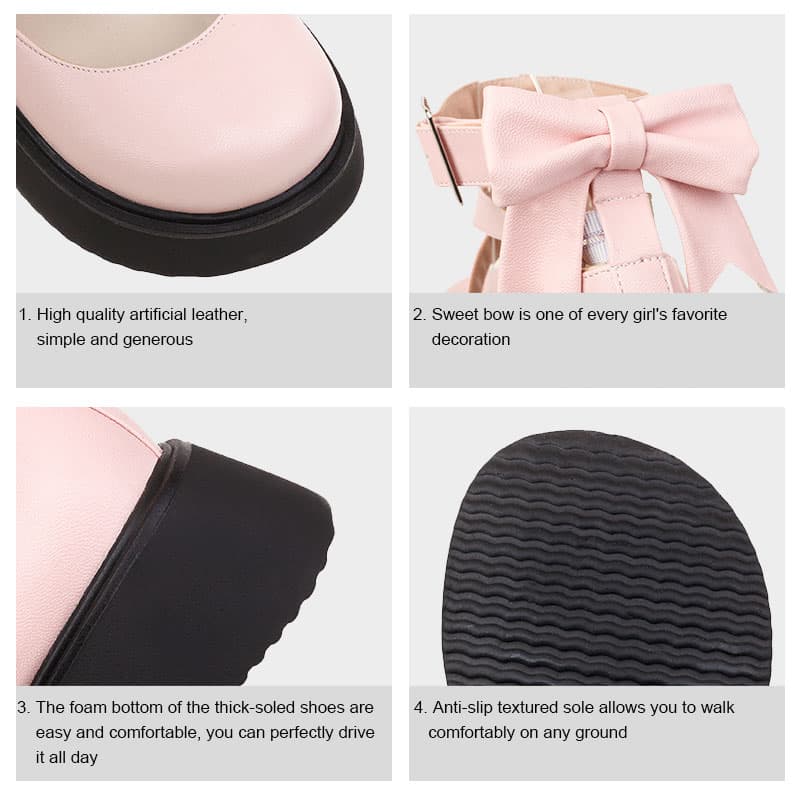 1. High quality artificial leather,
simple and generous
2. Sweet bow is one of every girl's favorite
decoration
3. The foam bottom of the thick-soled shoes are
easy and comfortable, you can perfectly drive
it all day
4. Anti-slip textured sole allows you to walk
comfortably on any ground